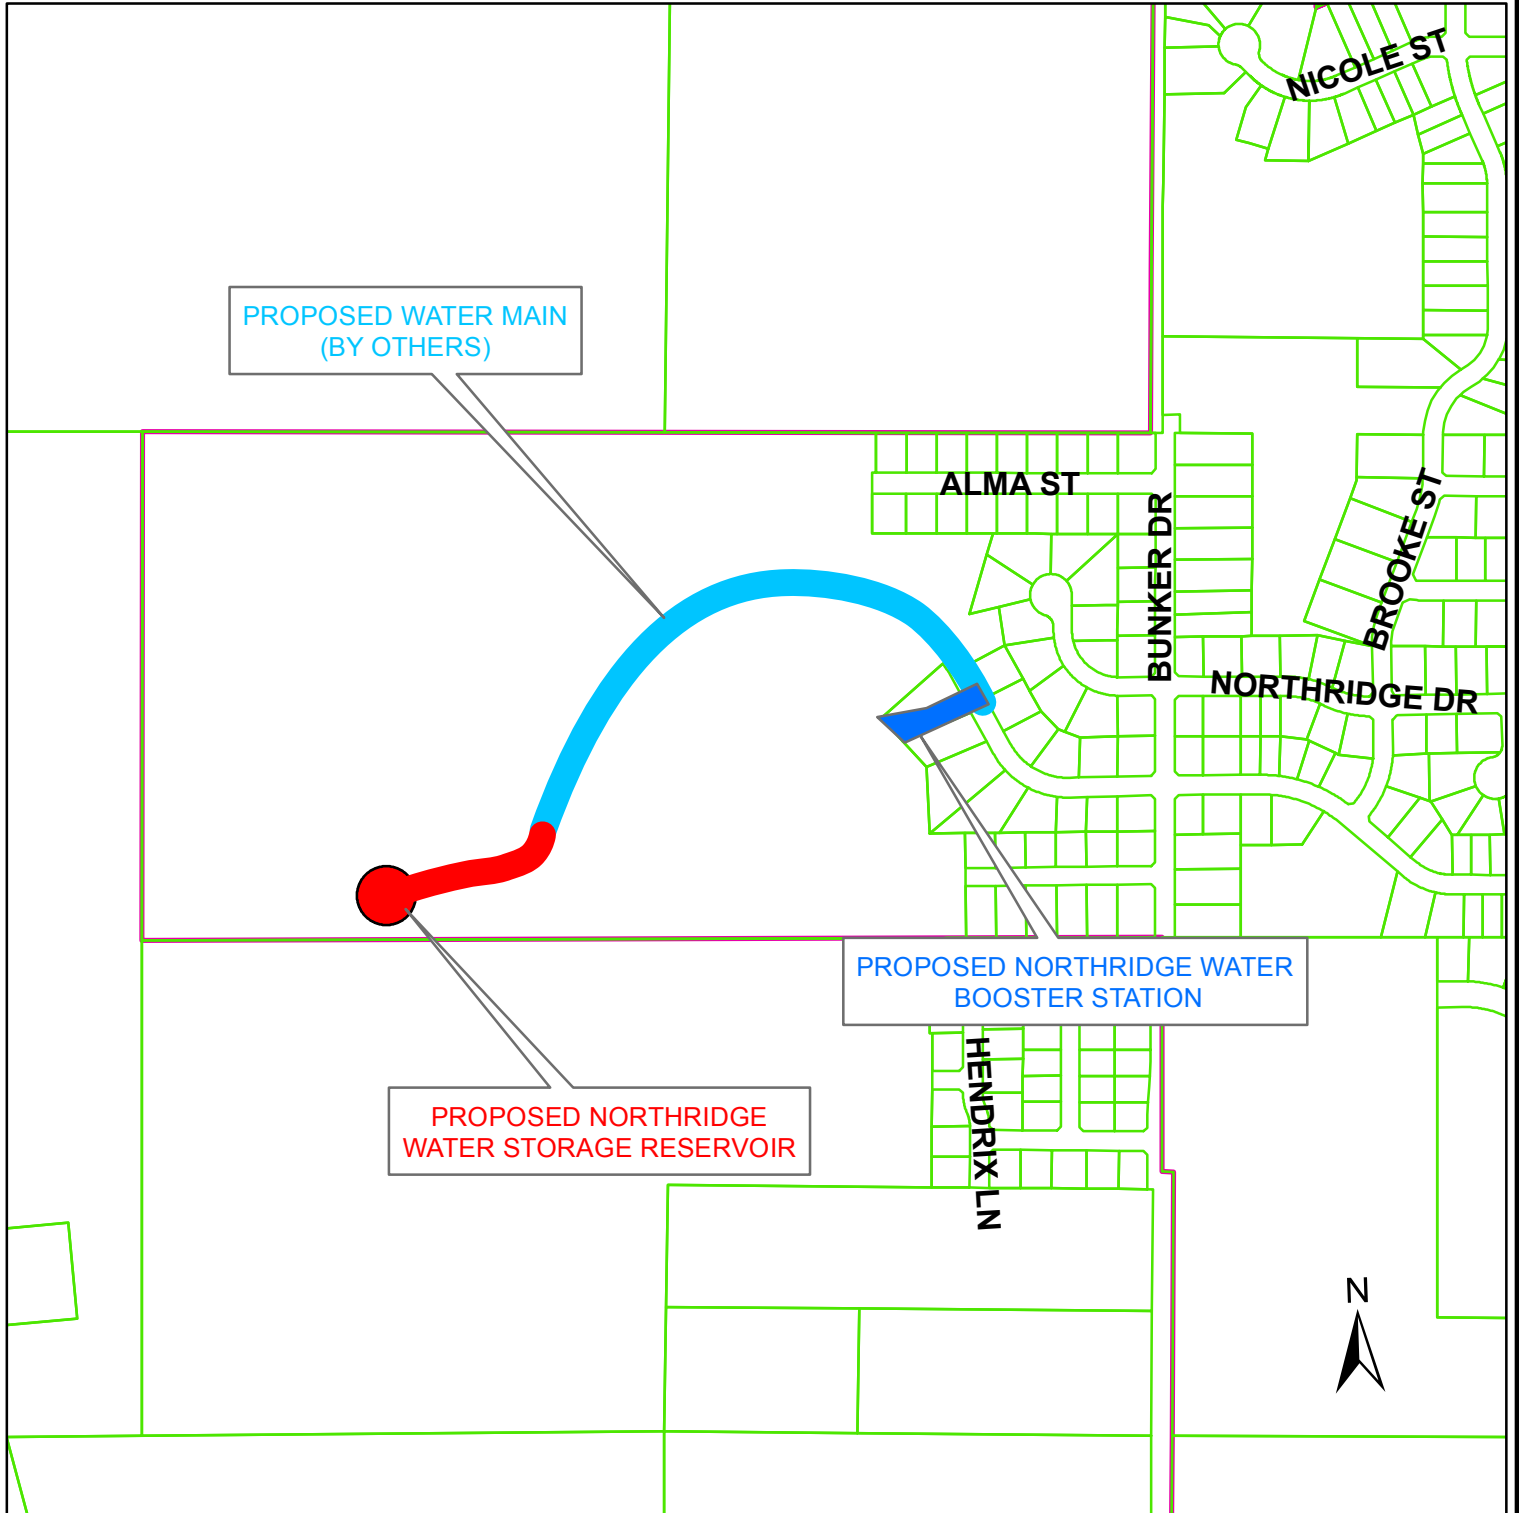 NICOLE ST
PROPOSED WATER MAIN
(BY OTHERS)
ALMA ST
BUNKER DR
BROOKE ST
NORTHRIDGE DR
PROPOSED NORTHRIDGE WATER
BOOSTER STATION
HENDRIX LN
PROPOSED NORTHRIDGE
WATER STORAGE RESERVOIR
N